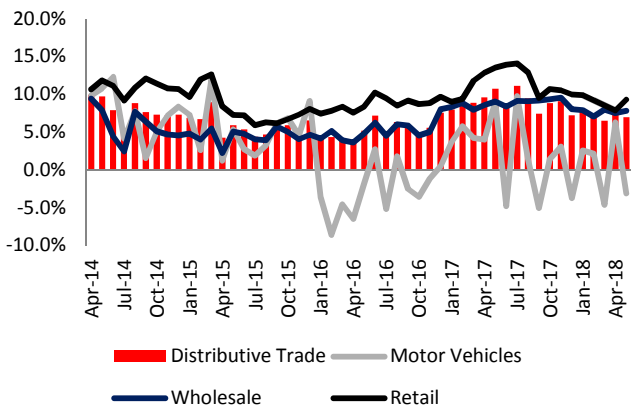 20.0%
15.0%
10.0%
5.0%
0.0%
-5.0%
-10.0%
Apr-14
Jul-14
Oct-14
Jan-15
Apr-15
Jul-15
Oct-15
Jan-16
Apr-16
Jul-16
Oct-16
Jan-17
Apr-17
Jul-17
Oct-17
Jan-18
Apr-18
Distributive Trade
Motor Vehicles
Wholesale
Retail